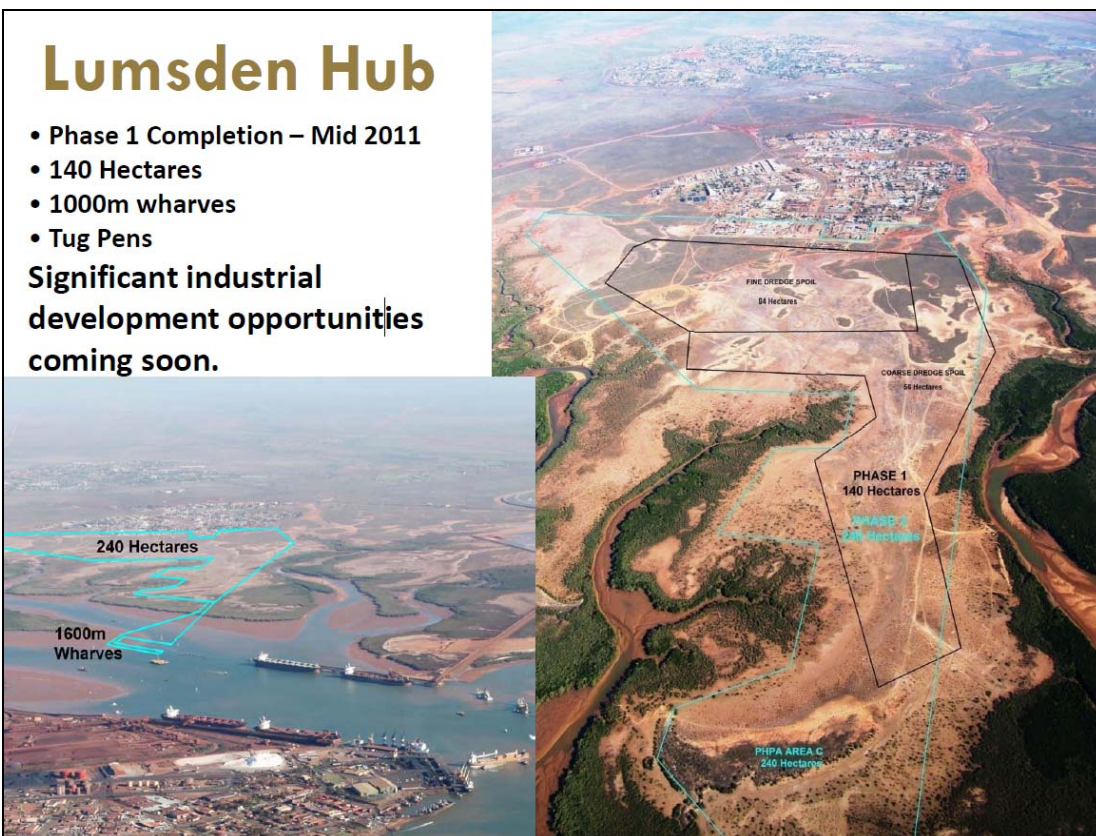 Lumsden Hub
• Phase 1 Completion – Mid 2011
• 140 Hectares
• 1000m wharves
• Tug Pens
Significant industrial
development opportunities
coming soon.
240 Hectares
1600m
Wharves
FINE DREDGE SPOIL
84 Hectares
COARSE DREDGE SPOIL
56 Hectares
PHASE 1
140 Hectares
PHASE 2
240 Hectares
PHPA AREA C
240 Hectares